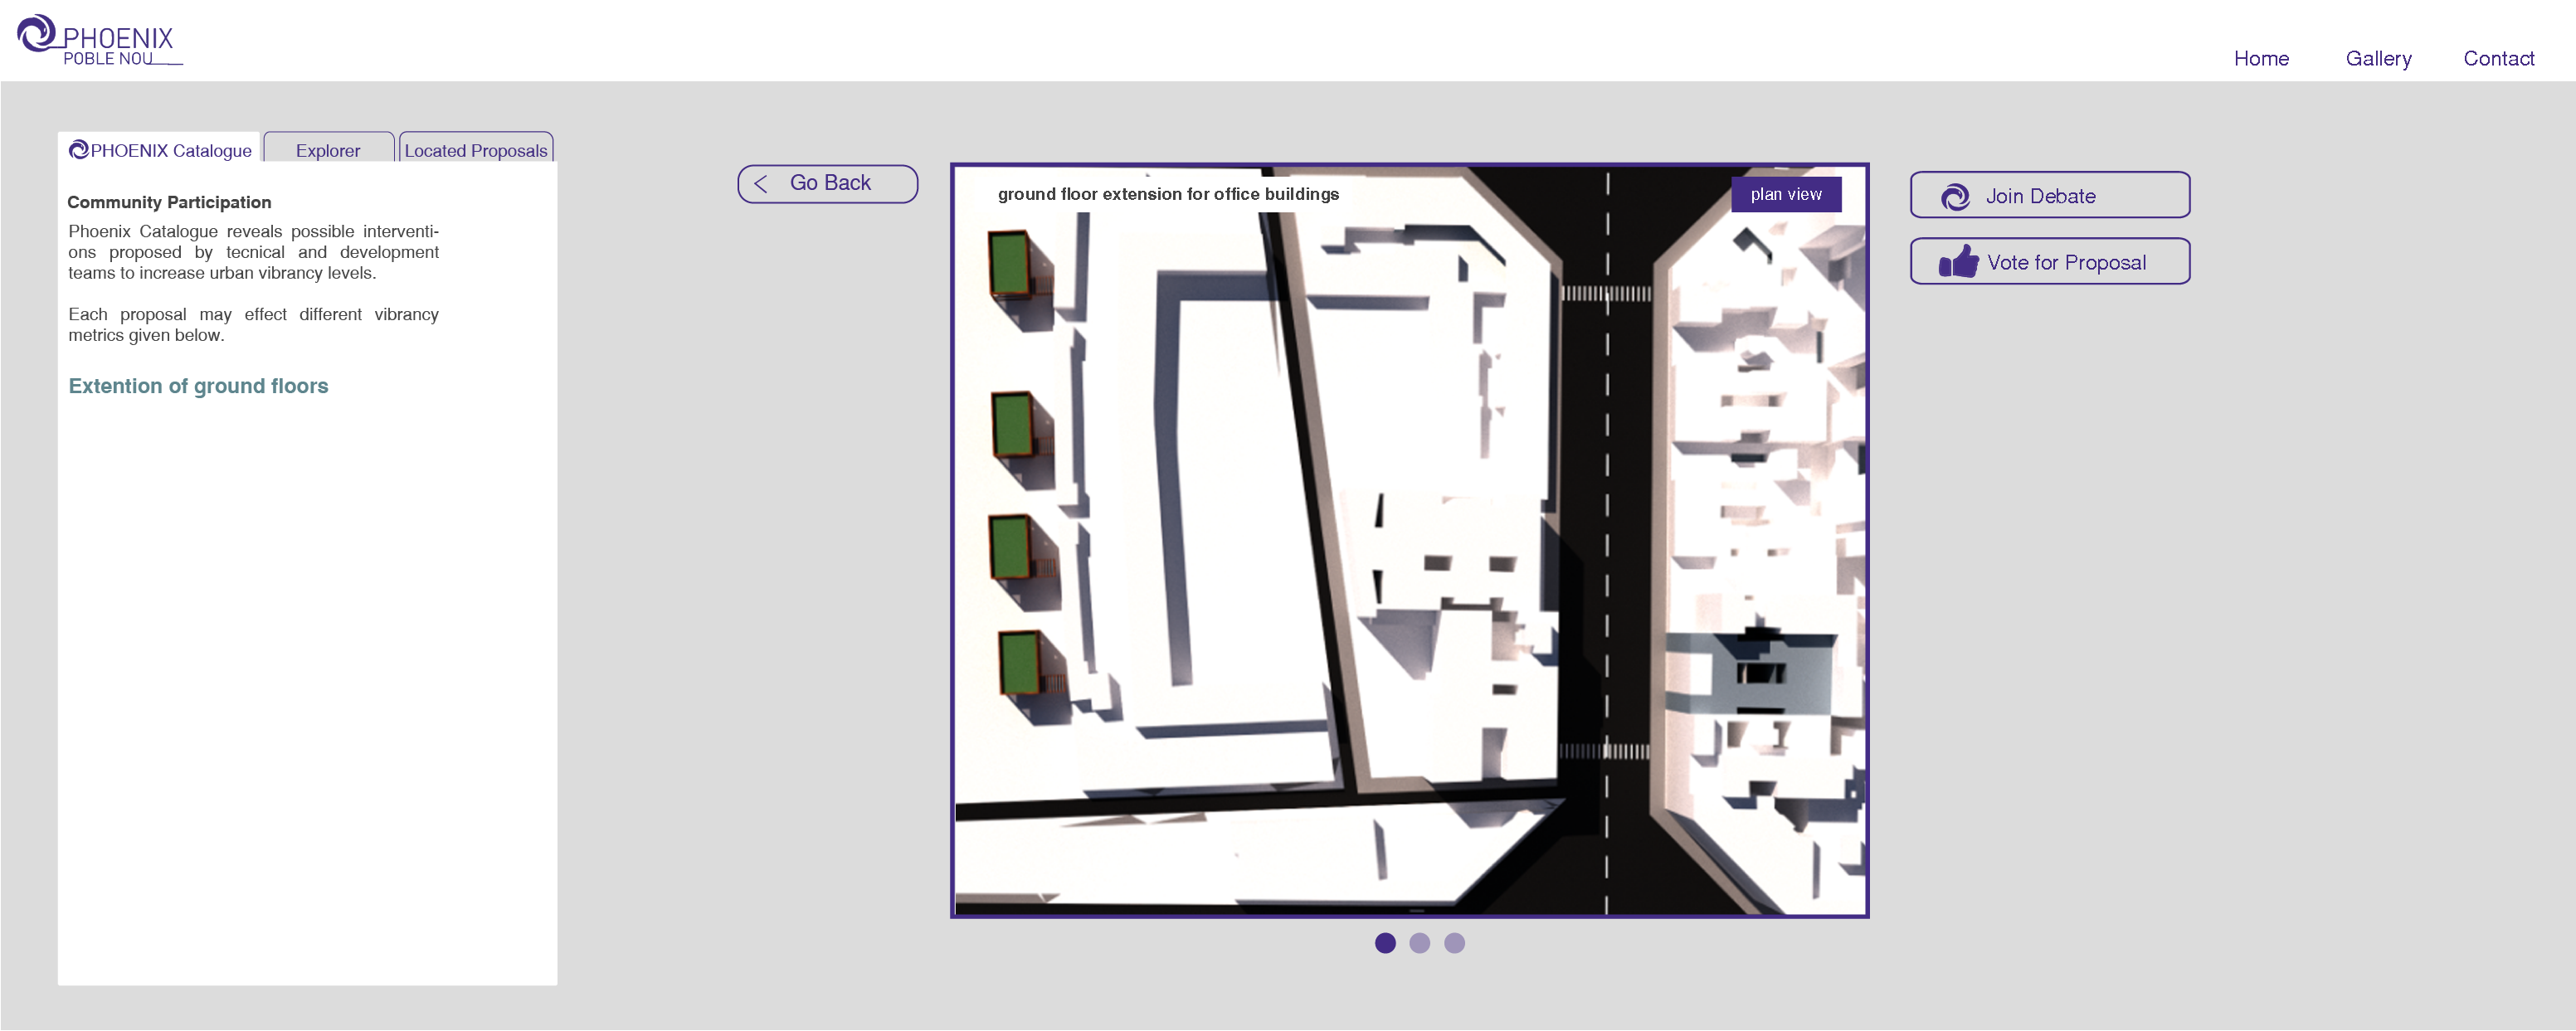 PHOENIX
POBLE NOU
Home Gallery Contact
PHOENIX Catalogue Explorer Located Proposals
Community Participation
Phoenix Catalogue reveals possible interventi-
ons proposed by tecnical and development
teams to increase urban vibrancy levels.
Each proposal may effect different vibrancy
metrics given below.
Extention of ground floors
< Go Back
ground floor extension for office buildings
plan view
Join Debate
Vote for Proposal